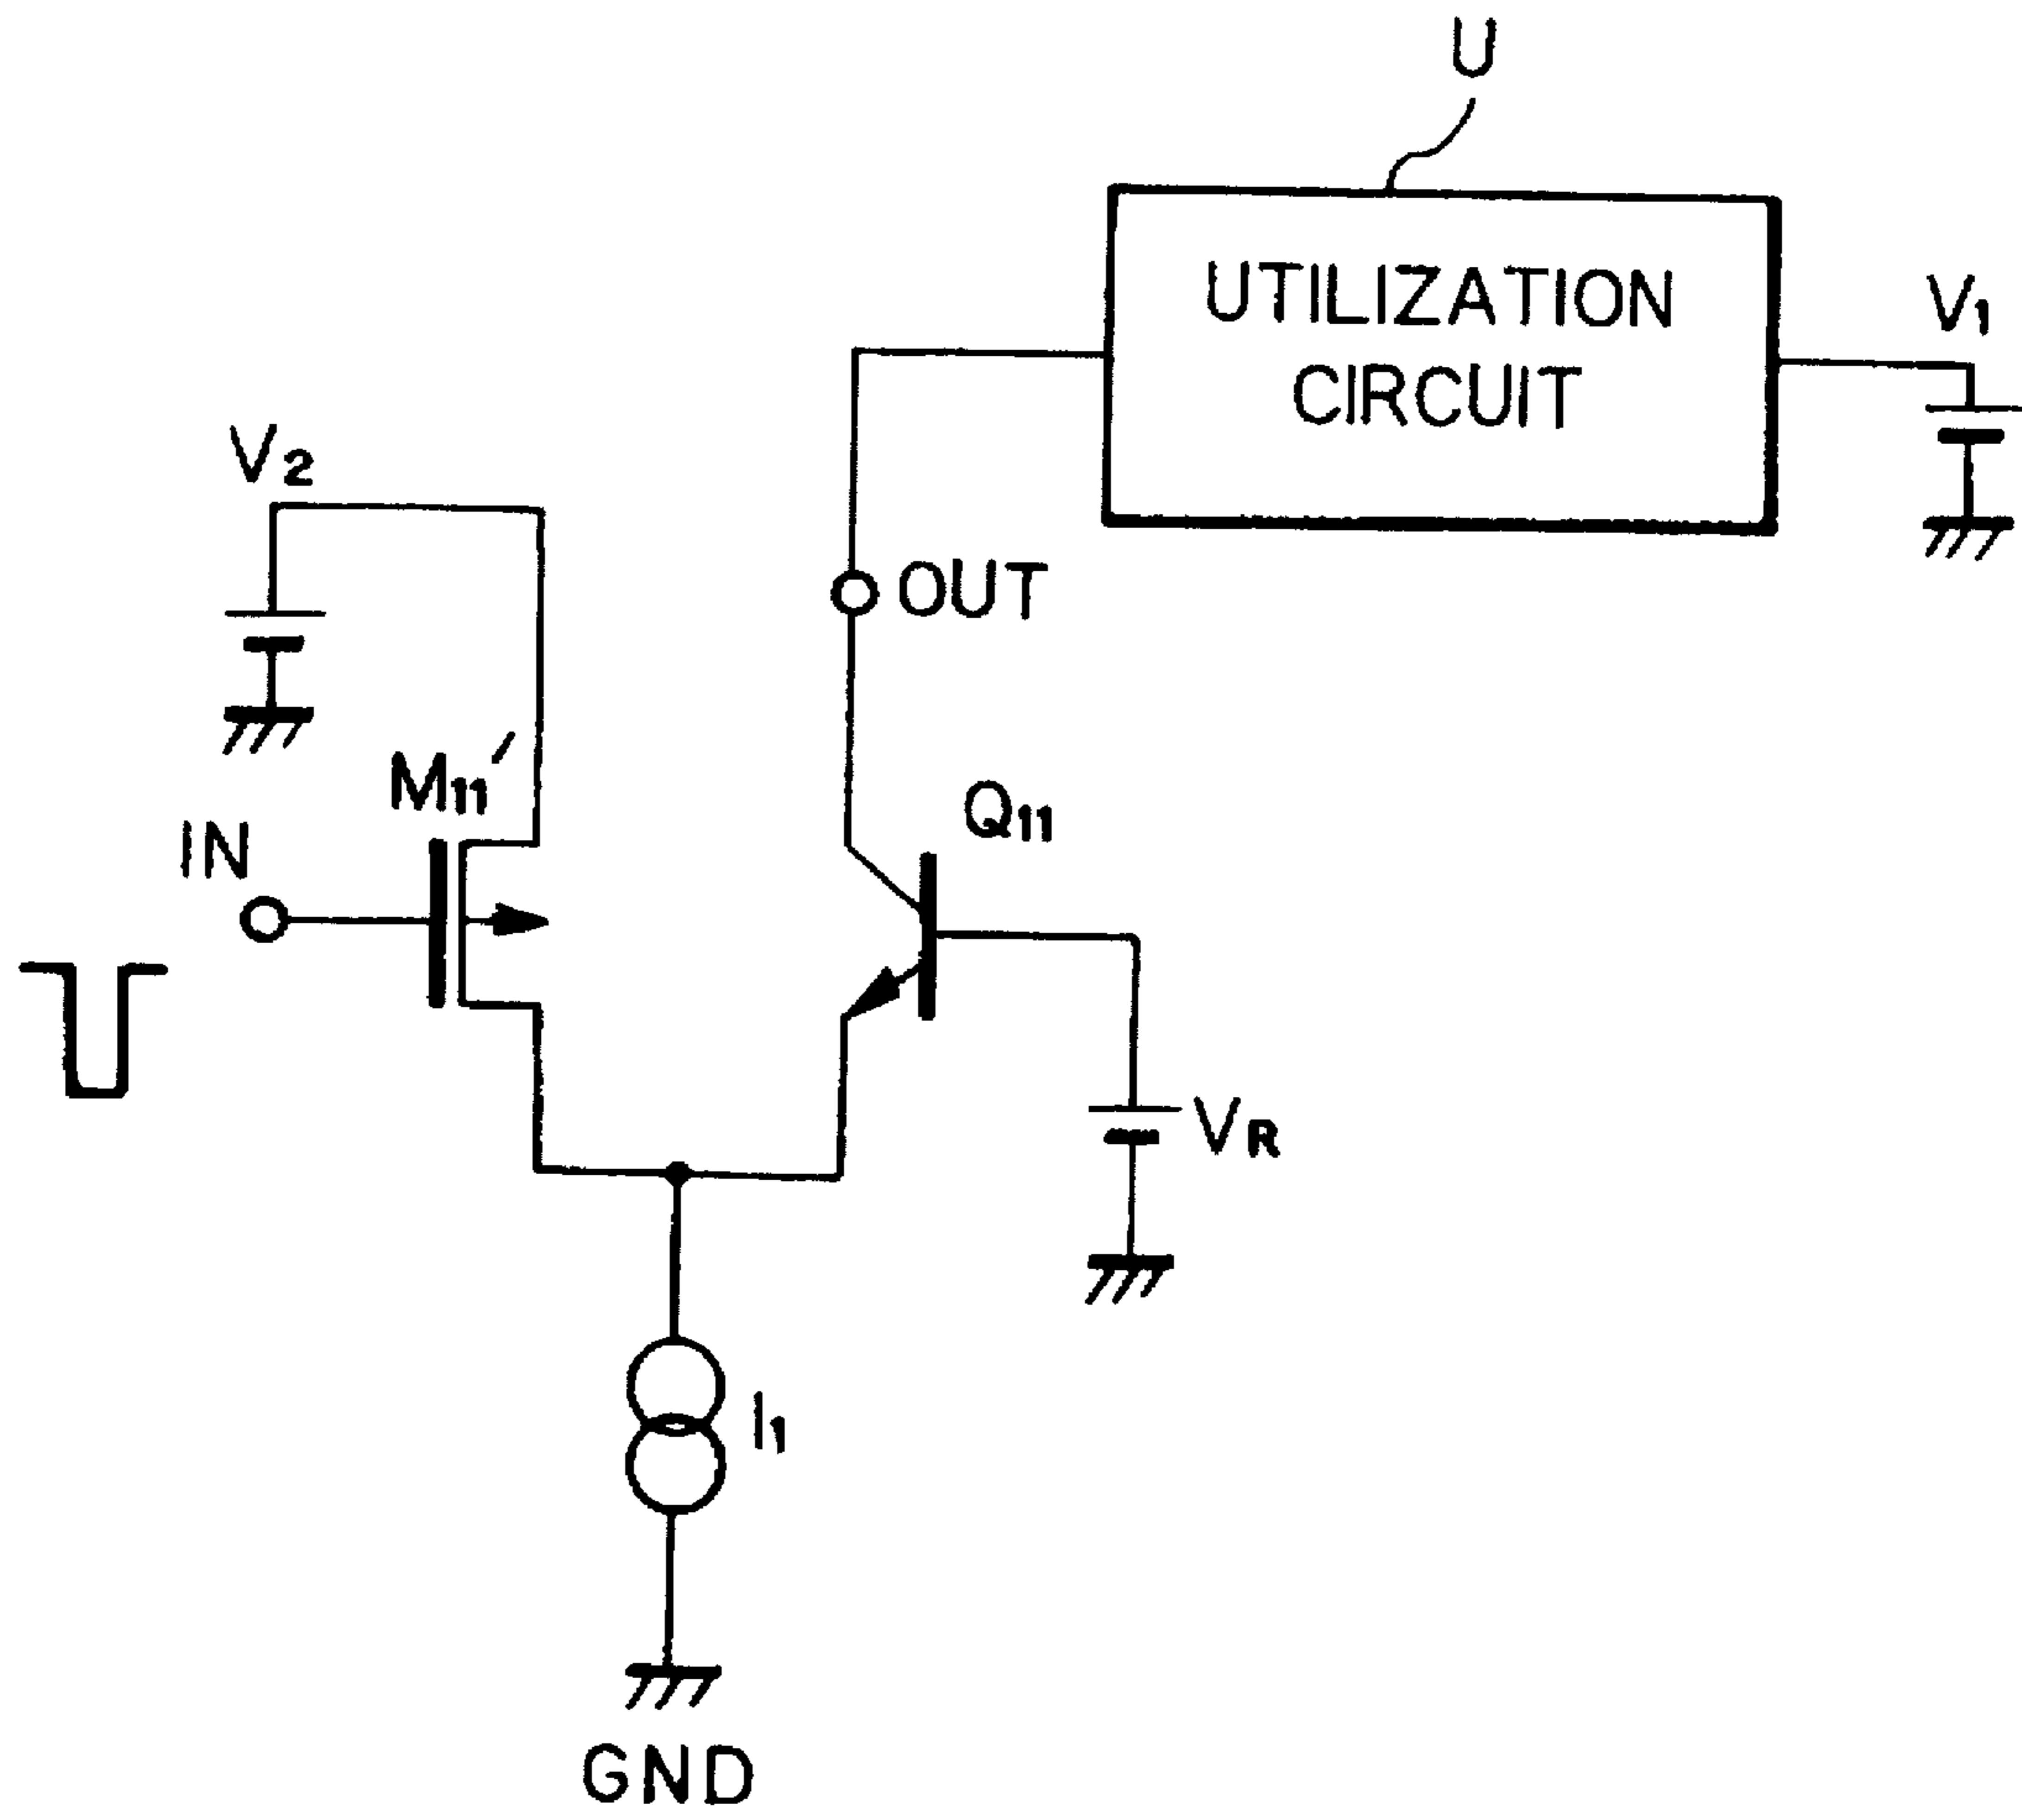 U
UTILIZATION
CIRCUIT
V1
V2
OUT
M11′
Q11
IN
VR
I1
GND